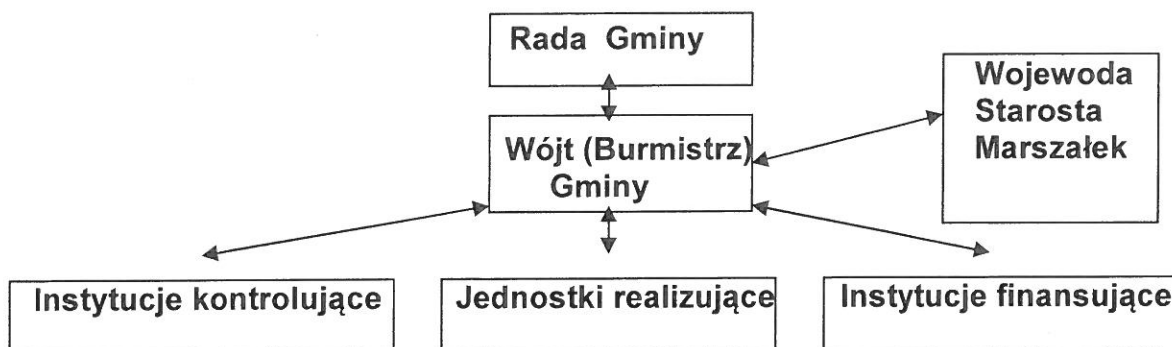 Rada Gminy
Wojewoda
Starosta
Marszałek
Wójt (Burmistrz)
Gminy
Instytucje kontrolujące
Jednostki realizujące
Instytucje finansujące